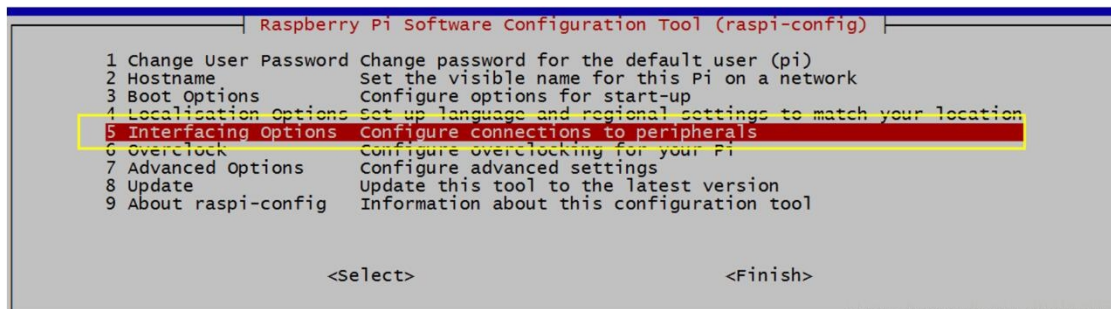 Raspberry Pi Software Configuration Tool (raspi-config)
1 Change User Password Change password for the default user (pi)
2 Hostname Set the visible name for this Pi on a network
3 Boot Options Configure options for start-up
4 Localisation Options Set up language and regional settings to match your location
5 Interfacing Options Configure connections to peripherals
6 Overclock Configure overclocking for your Pi
7 Advanced Options Configure advanced settings
8 Update Update this tool to the latest version
9 About raspi-config Information about this configuration tool
<Select> <Finish>